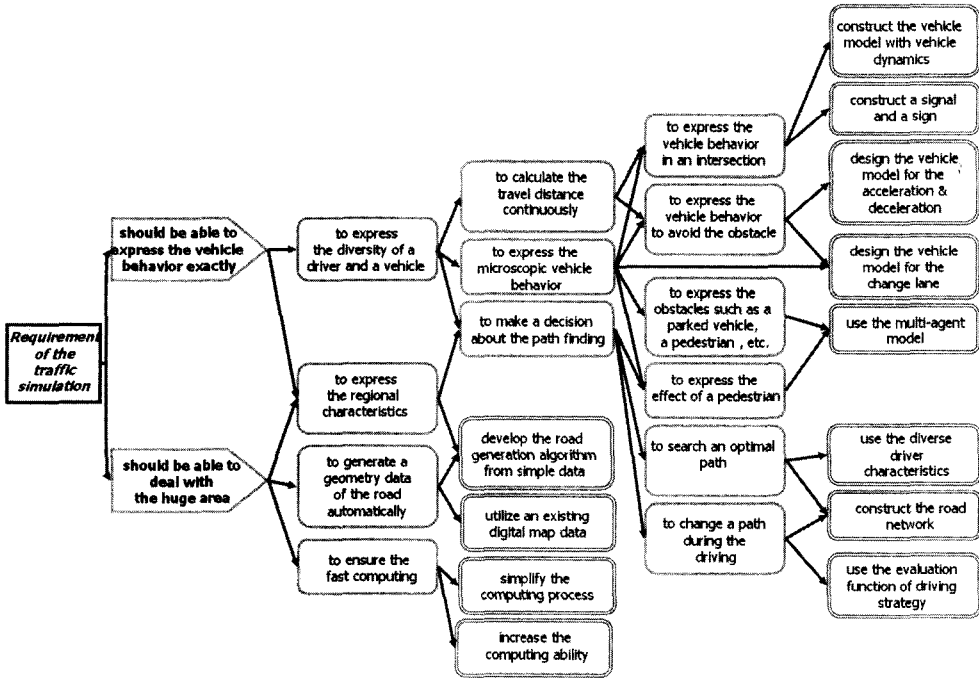 Requirement
of the
traffic
simulation
should be able to
express the vehicle
behavior exactly
should be able to
deal with
the huge area
to express
the diversity of a
driver and a vehicle
to express
the regional
characteristics
to generate a
geometry data
of the road
automatically
to ensure the
fast computing
to calculate the
travel distance
continuously
to express the
microscopic vehicle
behavior
to make a decision
about the path finding
develop the road
generation algorithm
from simple data
utilize an existing
digital map data
simplify the
computing process
increase the
computing ability
to express the
vehicle behavior
in an intersection
to express the
vehicle behavior
to avoid the obstacle
to express the
obstacles such as a
parked vehicle,
a pedestrian , etc.
to express the
effect of a pedestrian
to search an optimal
path
to change a path
during the
driving
construct the vehicle
model with vehicle
dynamics
construct a signal
and a sign
design the vehicle
model for the
acceleration &
deceleration
design the vehicle
model for the
change lane
use the multi-agent
model
use the diverse
driver
characteristics
construct the road
network
use the evaluation
function of driving
strategy